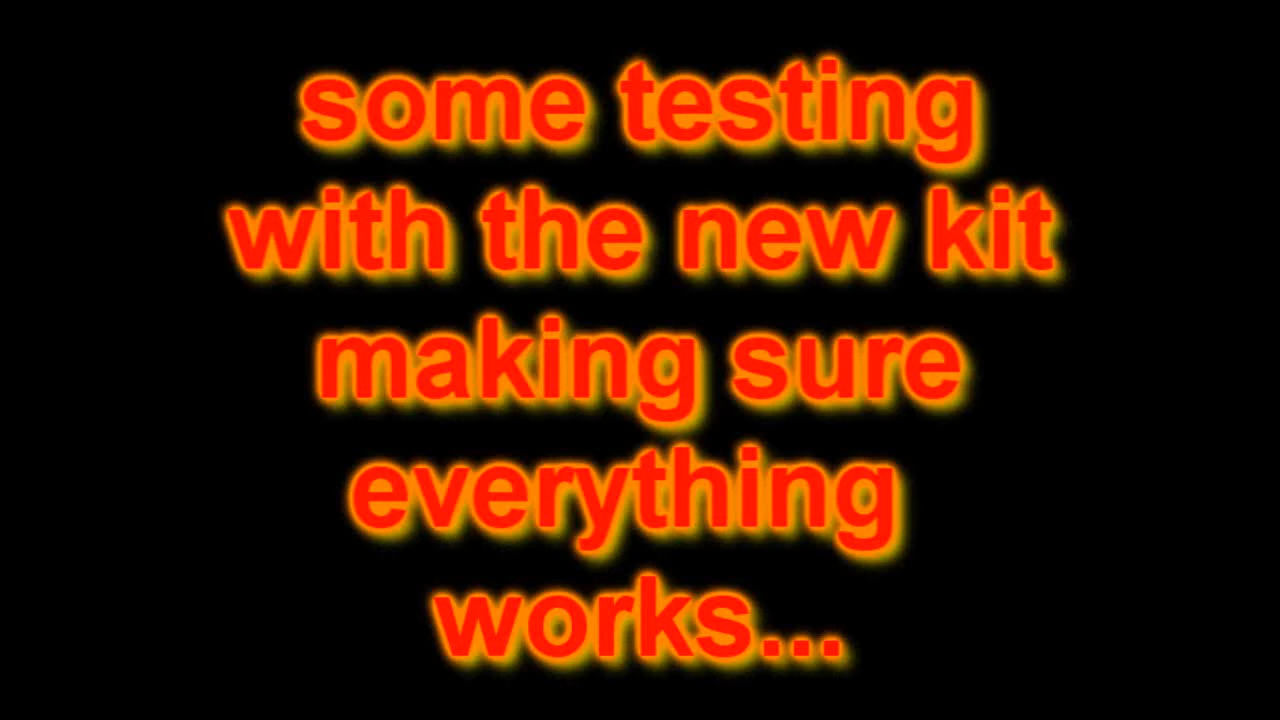 some testing
with the new kit
making sure
everything
works...